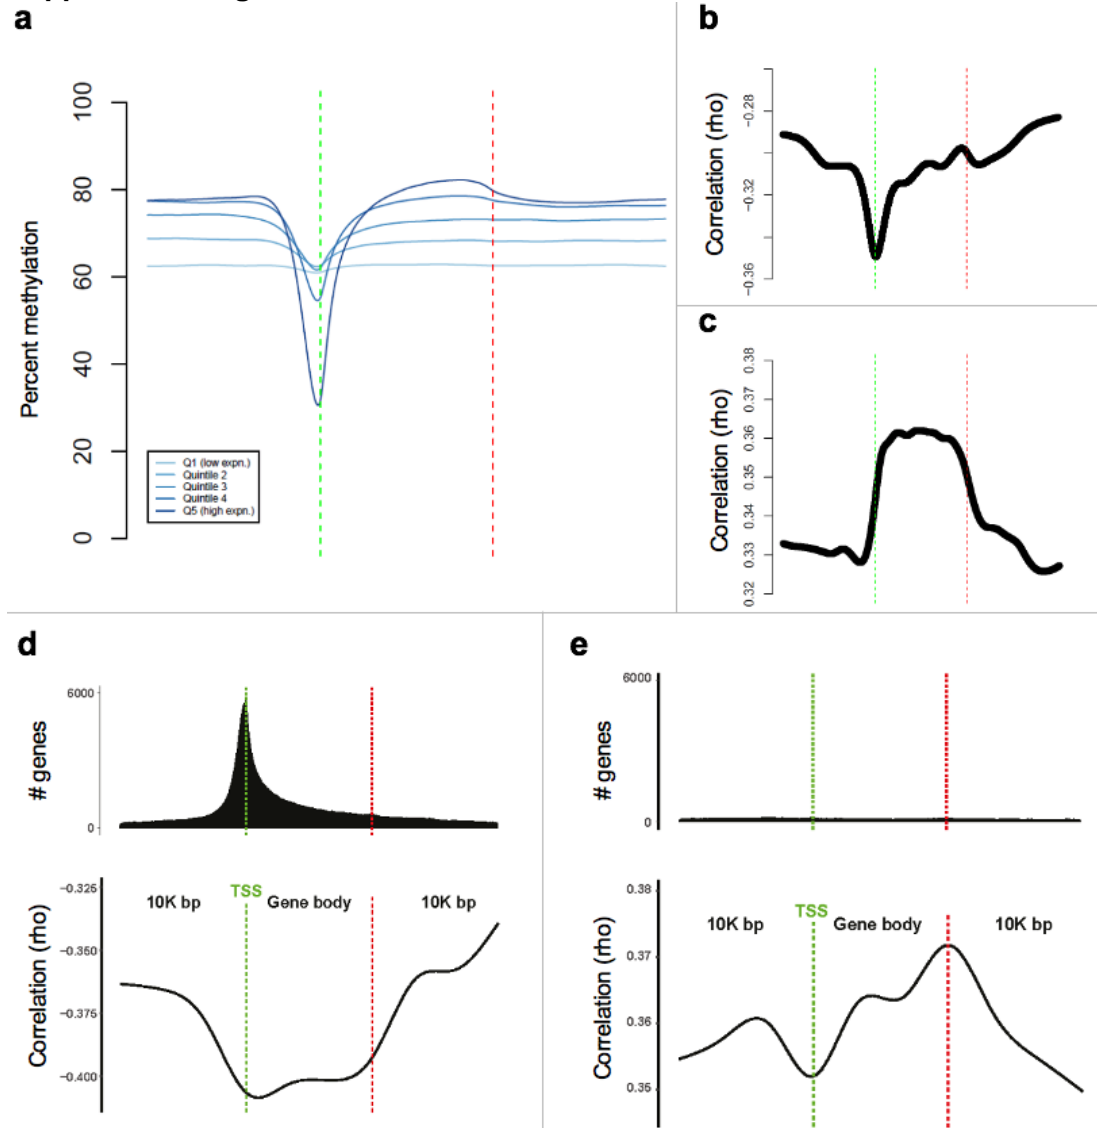 a
Percent methylation
100
80
60
40
20
0
Q1 (low expn.)
Quintile 2
Quintile 3
Quintile 4
Q5 (high expn.)
b
Correlation (rho)
−0.28
−0.32
−0.36
c
Correlation (rho)
0.38
0.37
0.36
0.35
0.34
0.33
0.32
d
# genes
6000
0
Correlation (rho)
−0.325
−0.350
−0.375
−0.400
10K bp
TSS
Gene body
10K bp
e
# genes
6000
0
Correlation (rho)
0.38
0.37
0.36
0.35
10K bp
TSS
Gene body
10K bp